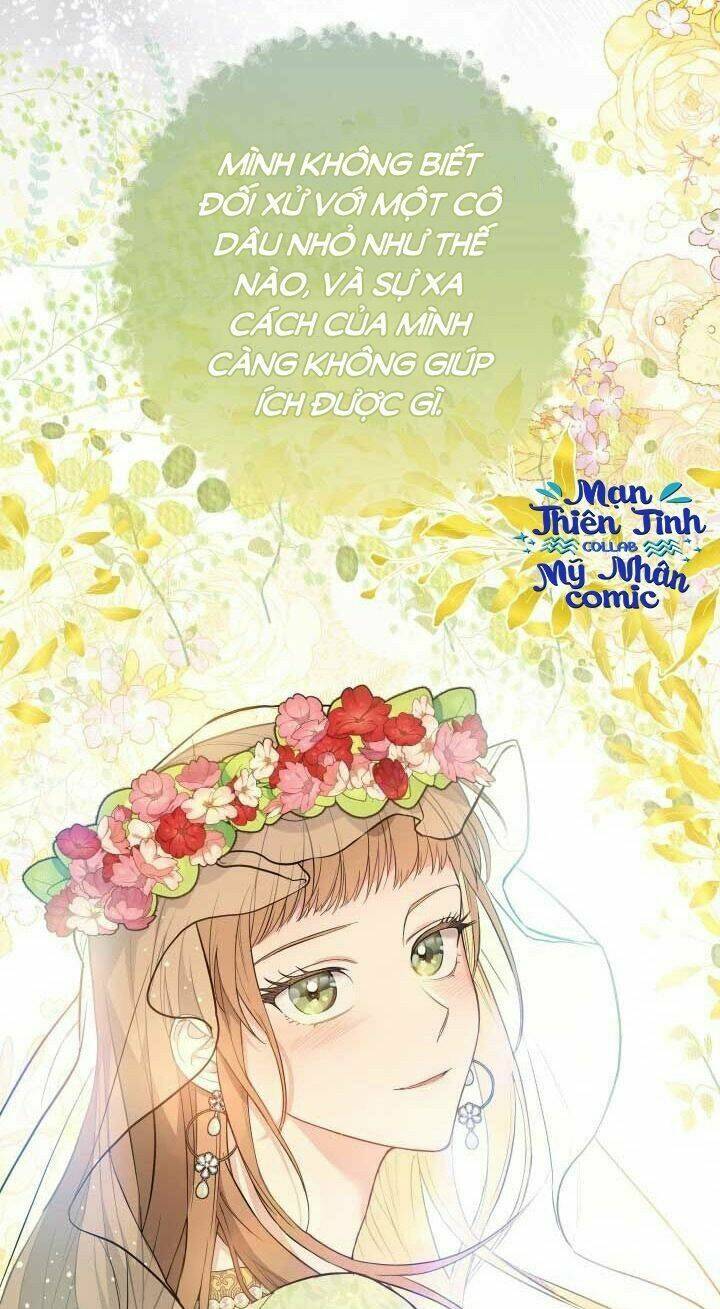 MÌNH KHÔNG BIẾT
ĐỐI XỬ VỚI MỘT CÔ
DÂU NHỎ NHƯ THẾ
NÀO, VÀ SỰ XA
CÁCH CỦA MÌNH
CÀNG KHÔNG GIÚP
ÍCH ĐƯỢC GÌ.
Mạn
Thiên Tinh
COLLAB
Mỹ Nhân
comic